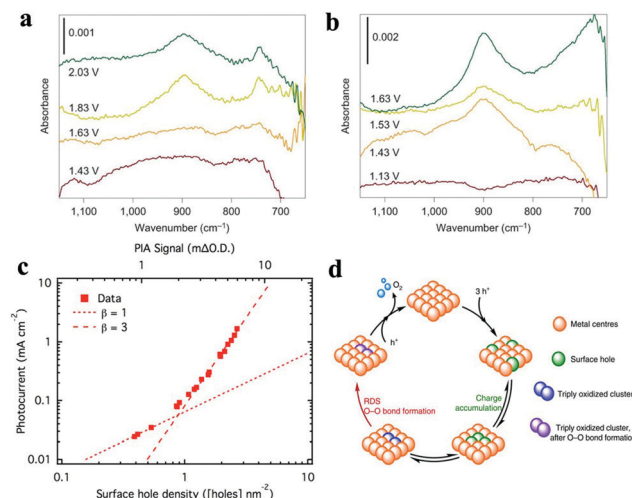 a
0.001
2.03 V
1.83 V
1.63 V
1.43 V
Absorbance
1,100 1,000 900 800 700
Wavenumber (cm⁻¹)
b
0.002
1.63 V
1.53 V
1.43 V
1.13 V
Absorbance
1,100 1,000 900 800 700
Wavenumber (cm⁻¹)
PIA Signal (mΔO.D.)
1 10
c
Data
β = 1
β = 3
10
1
0.1
0.01
Photocurrent (mA cm⁻²)
0.1 1 10
Surface hole density ([holes] nm⁻²)
d
O₂
3 h⁺
h⁺
RDS
O–O bond formation
Charge
accumulation
Metal centres
Surface hole
Triply oxidized cluster
Triply oxidized cluster,
after O–O bond formation